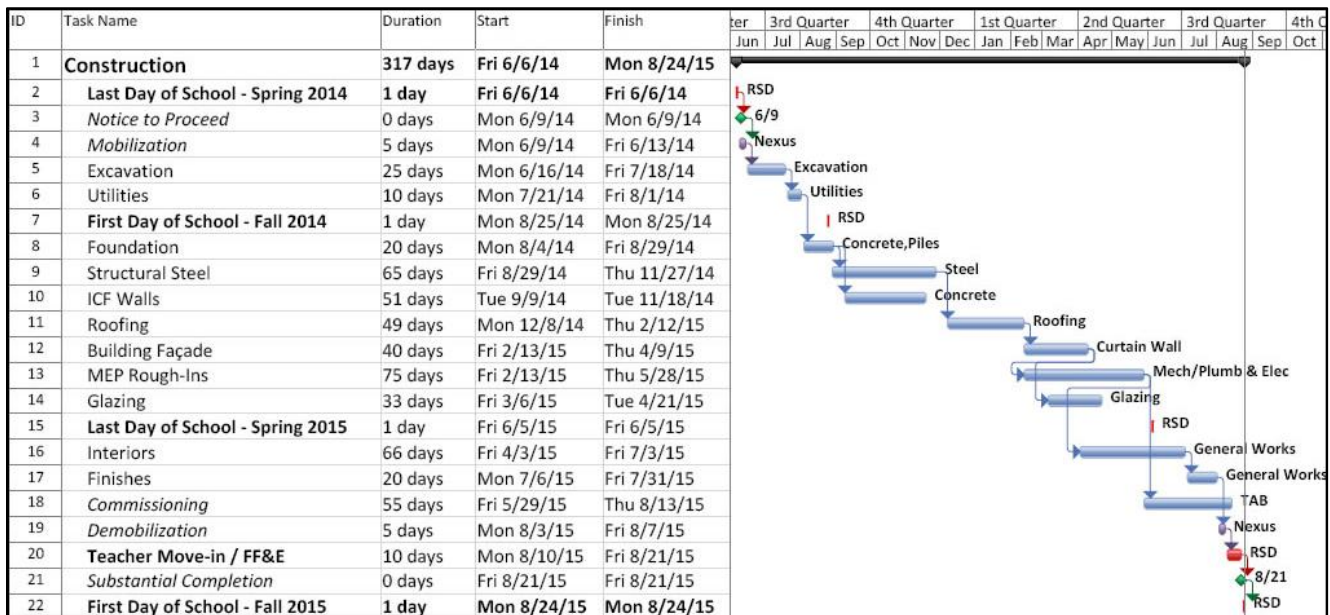 ID Task Name Duration Start Finish ter 3rd Quarter 4th Quarter 1st Quarter 2nd Quarter 3rd Quarter 4th
Jun Jul Aug Sep Oct Nov Dec Jan Feb Mar Apr May Jun Jul Aug Sep Oct
1 Construction 317 days Fri 6/6/14 Mon 8/24/15
2 Last Day of School - Spring 2014 1 day Fri 6/6/14 Fri 6/6/14 RSD
3 Notice to Proceed 0 days Mon 6/9/14 Mon 6/9/14 6/9
4 Mobilization 5 days Mon 6/9/14 Fri 6/13/14 Nexus
5 Excavation 25 days Mon 6/16/14 Fri 7/18/14 Excavation
6 Utilities 10 days Mon 7/21/14 Fri 8/1/14 Utilities
7 First Day of School - Fall 2014 1 day Mon 8/25/14 Mon 8/25/14 RSD
8 Foundation 20 days Mon 8/4/14 Fri 8/29/14 Concrete,Piles
9 Structural Steel 65 days Fri 8/29/14 Thu 11/27/14 Steel
10 ICF Walls 51 days Tue 9/9/14 Tue 11/18/14 Concrete
11 Roofing 49 days Mon 12/8/14 Thu 2/12/15 Roofing
12 Building Façade 40 days Fri 2/13/15 Thu 4/9/15 Curtain Wall
13 MEP Rough-Ins 75 days Fri 2/13/15 Thu 5/28/15 Mech/Plumb & Elec
14 Glazing 33 days Fri 3/6/15 Tue 4/21/15 Glazing
15 Last Day of School - Spring 2015 1 day Fri 6/5/15 Fri 6/5/15 RSD
16 Interiors 66 days Fri 4/3/15 Fri 7/3/15 General Works
17 Finishes 20 days Mon 7/6/15 Fri 7/31/15 General Works
18 Commissioning 55 days Fri 5/29/15 Thu 8/13/15 TAB
19 Demobilization 5 days Mon 8/3/15 Fri 8/7/15 Nexus
20 Teacher Move-in / FF&E 10 days Mon 8/10/15 Fri 8/21/15 RSD
21 Substantial Completion 0 days Fri 8/21/15 Fri 8/21/15 8/21
22 First Day of School - Fall 2015 1 day Mon 8/24/15 Mon 8/24/15 RSD